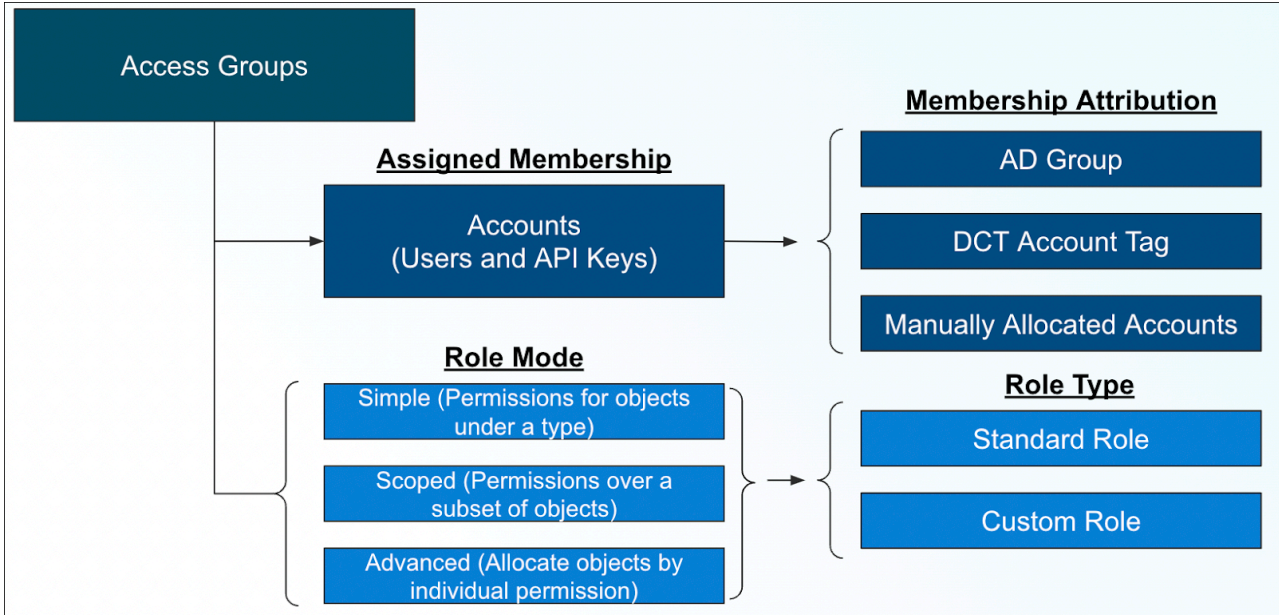 Access Groups
Assigned Membership
Accounts
(Users and API Keys)
Membership Attribution
AD Group
DCT Account Tag
Manually Allocated Accounts
Role Mode
Simple (Permissions for objects
under a type)
Scoped (Permissions over a
subset of objects)
Advanced (Allocate objects by
individual permission)
Role Type
Standard Role
Custom Role